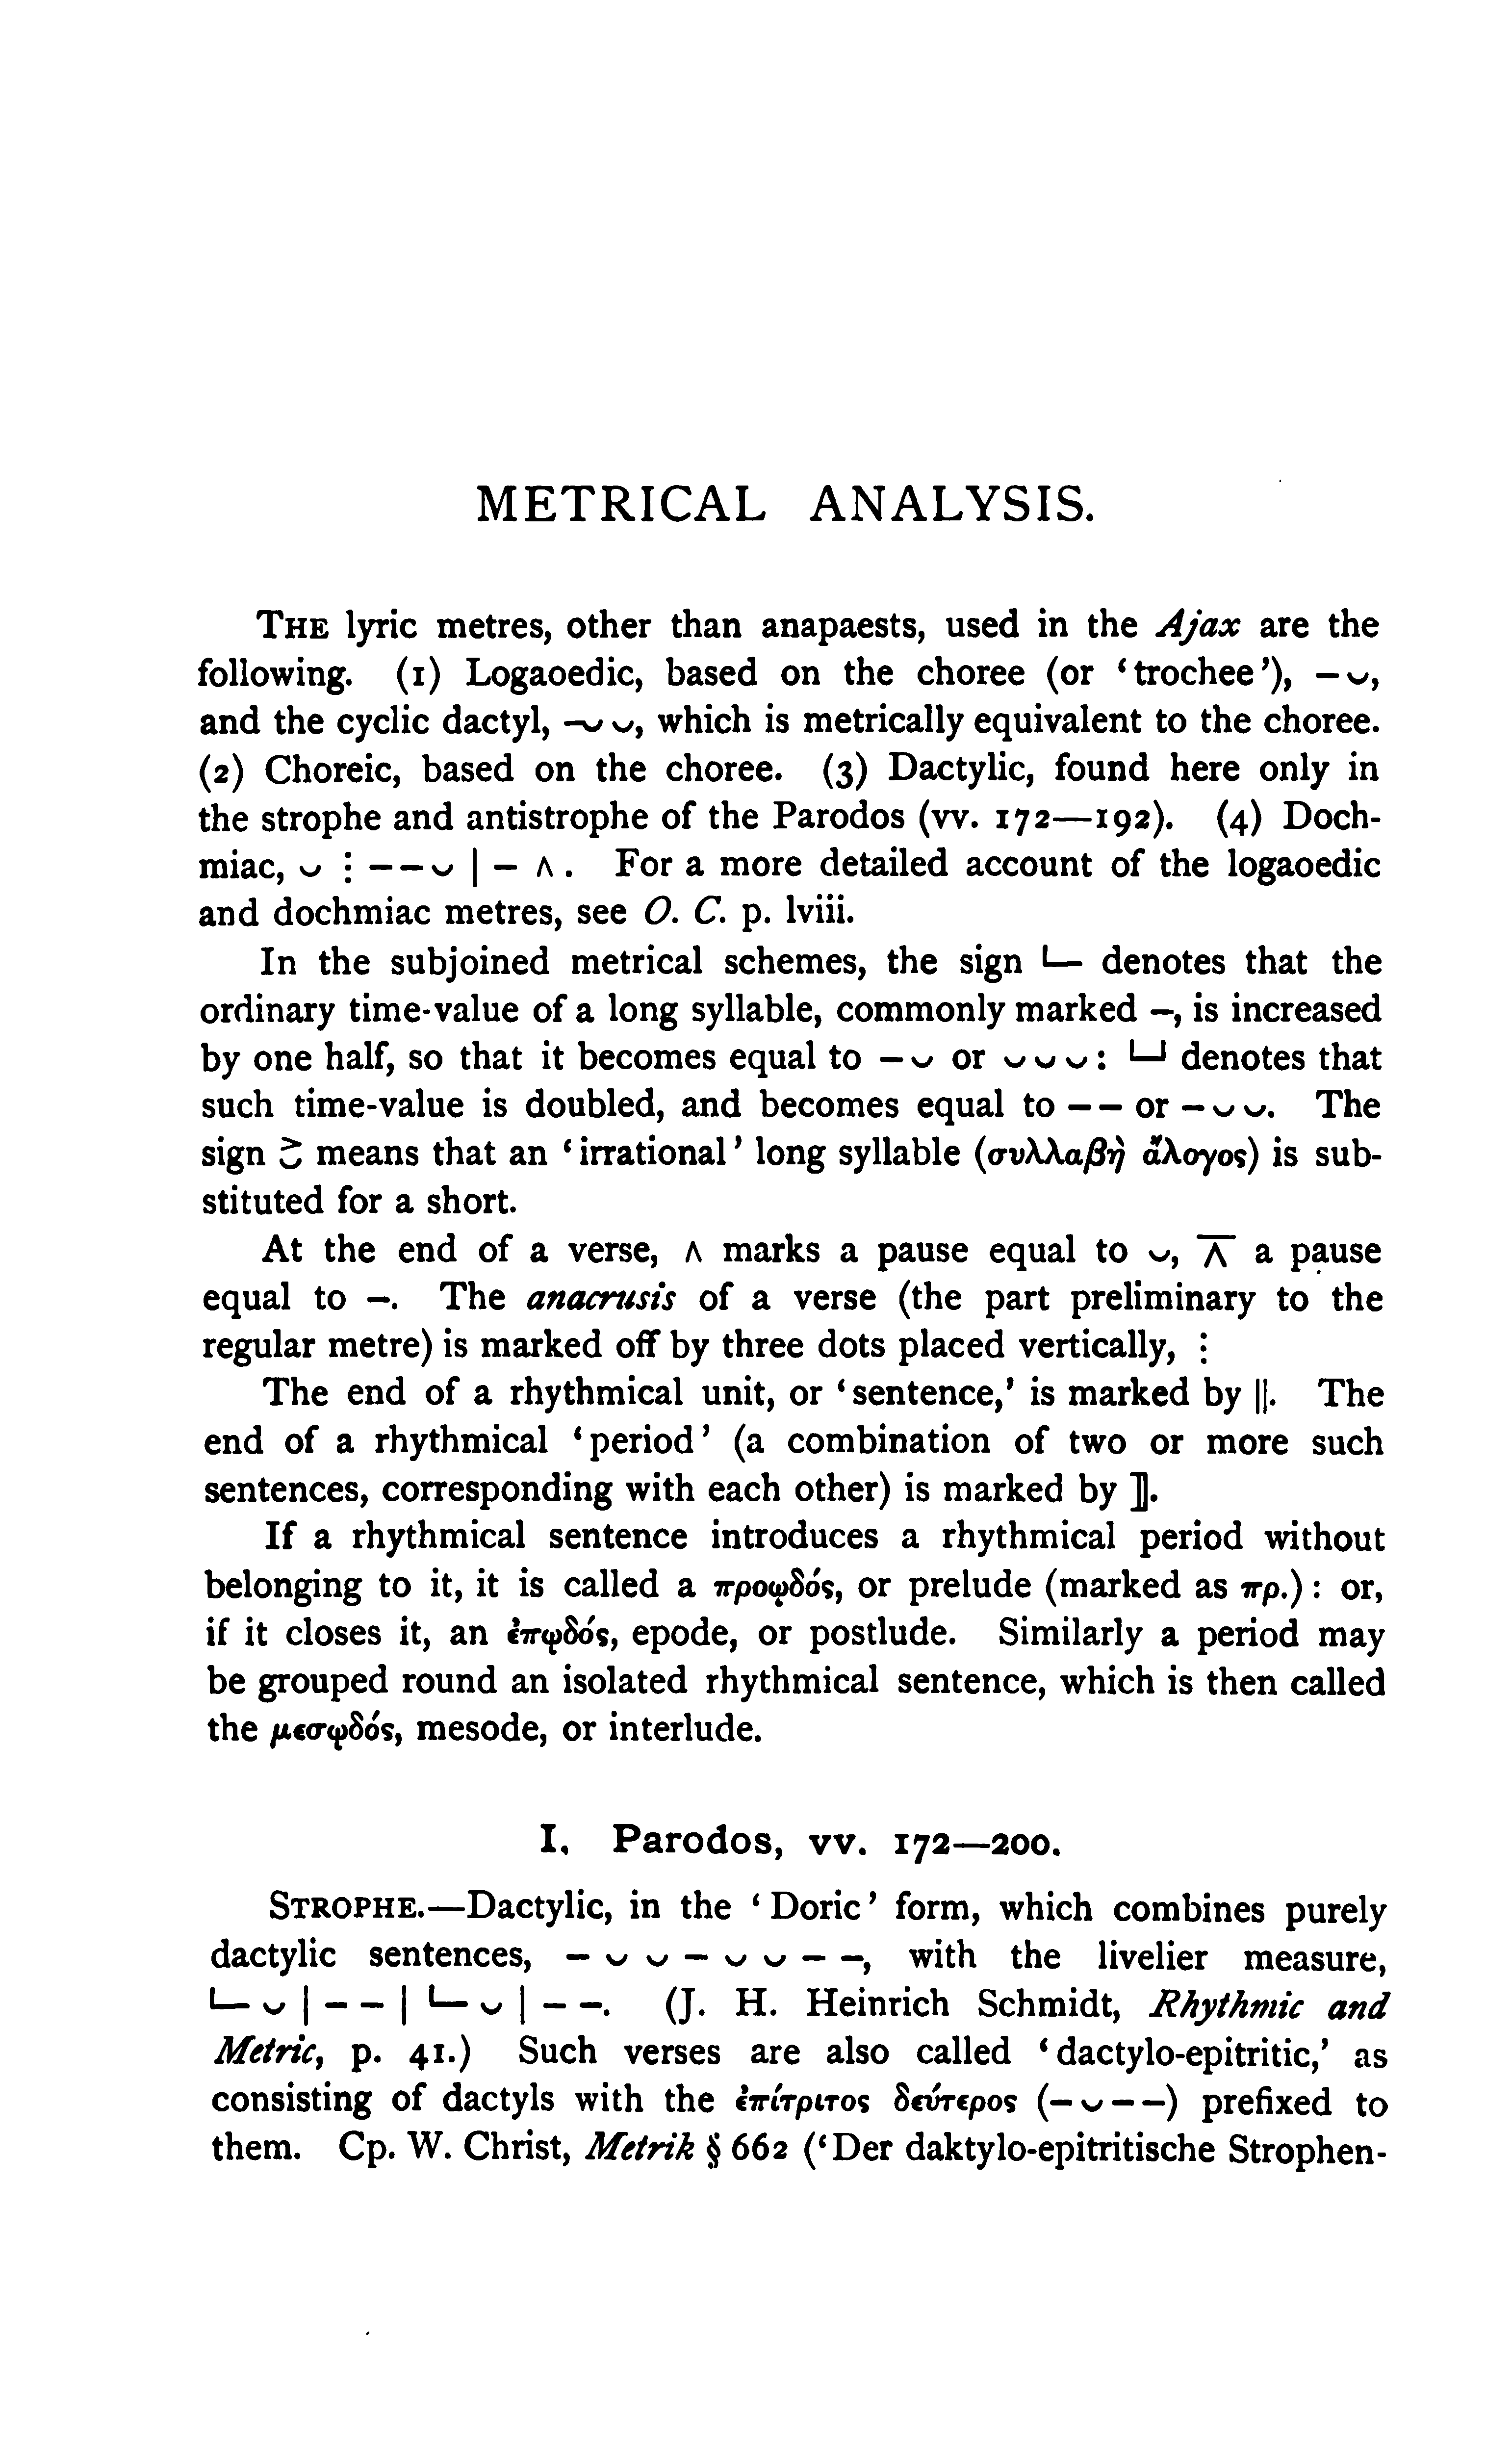 METRICAL ANALYSIS.
THE lyric metres, other than anapaests, used in the Ajax are the
following. (1) Logaoedic, based on the choree (or ‘trochee’), – ⏑,
and the cyclic dactyl, –⏑ ⏑, which is metrically equivalent to the choree.
(2) Choreic, based on the choree. (3) Dactylic, found here only in
the strophe and antistrophe of the Parodos (vv. 172—192). (4) Doch-
miac, ⏑ ⋮ – – ⏑ | – ∧ . For a more detailed account of the logaoedic
and dochmiac metres, see O. C. p. lviii.
In the subjoined metrical schemes, the sign ⏗ denotes that the
ordinary time-value of a long syllable, commonly marked –, is increased
by one half, so that it becomes equal to – ⏑ or ⏑ ⏑ ⏑: ⏘ denotes that
such time-value is doubled, and becomes equal to – – or – ⏑ ⏑. The
sign ⋝ means that an ‘irrational’ long syllable (συλλαβὴ ἄλογος) is sub-
stituted for a short.
At the end of a verse, ∧ marks a pause equal to ⏑, ⊼ a pause
equal to –. The anacrusis of a verse (the part preliminary to the
regular metre) is marked off by three dots placed vertically, ⋮
The end of a rhythmical unit, or ‘sentence,’ is marked by ||. The
end of a rhythmical ‘period’ (a combination of two or more such
sentences, corresponding with each other) is marked by ]].
If a rhythmical sentence introduces a rhythmical period without
belonging to it, it is called a προῳδός, or prelude (marked as πρ.): or,
if it closes it, an ἐπῳδός, epode, or postlude. Similarly a period may
be grouped round an isolated rhythmical sentence, which is then called
the μεσῳδός, mesode, or interlude.
I. Parodos, vv. 172—200.
STROPHE.—Dactylic, in the ‘Doric’ form, which combines purely
dactylic sentences, – ⏑ ⏑ – ⏑ ⏑ – –, with the livelier measure,
⏗ ⏑ | – – | ⏗ ⏑ | – –. (J. H. Heinrich Schmidt, Rhythmic and
Metric, p. 41.) Such verses are also called ‘dactylo-epitritic,’ as
consisting of dactyls with the ἐπίτριτος δεύτερος (– ⏑ – –) prefixed to
them. Cp. W. Christ, Metrik § 662 (‘Der daktylo-epitritische Strophen-